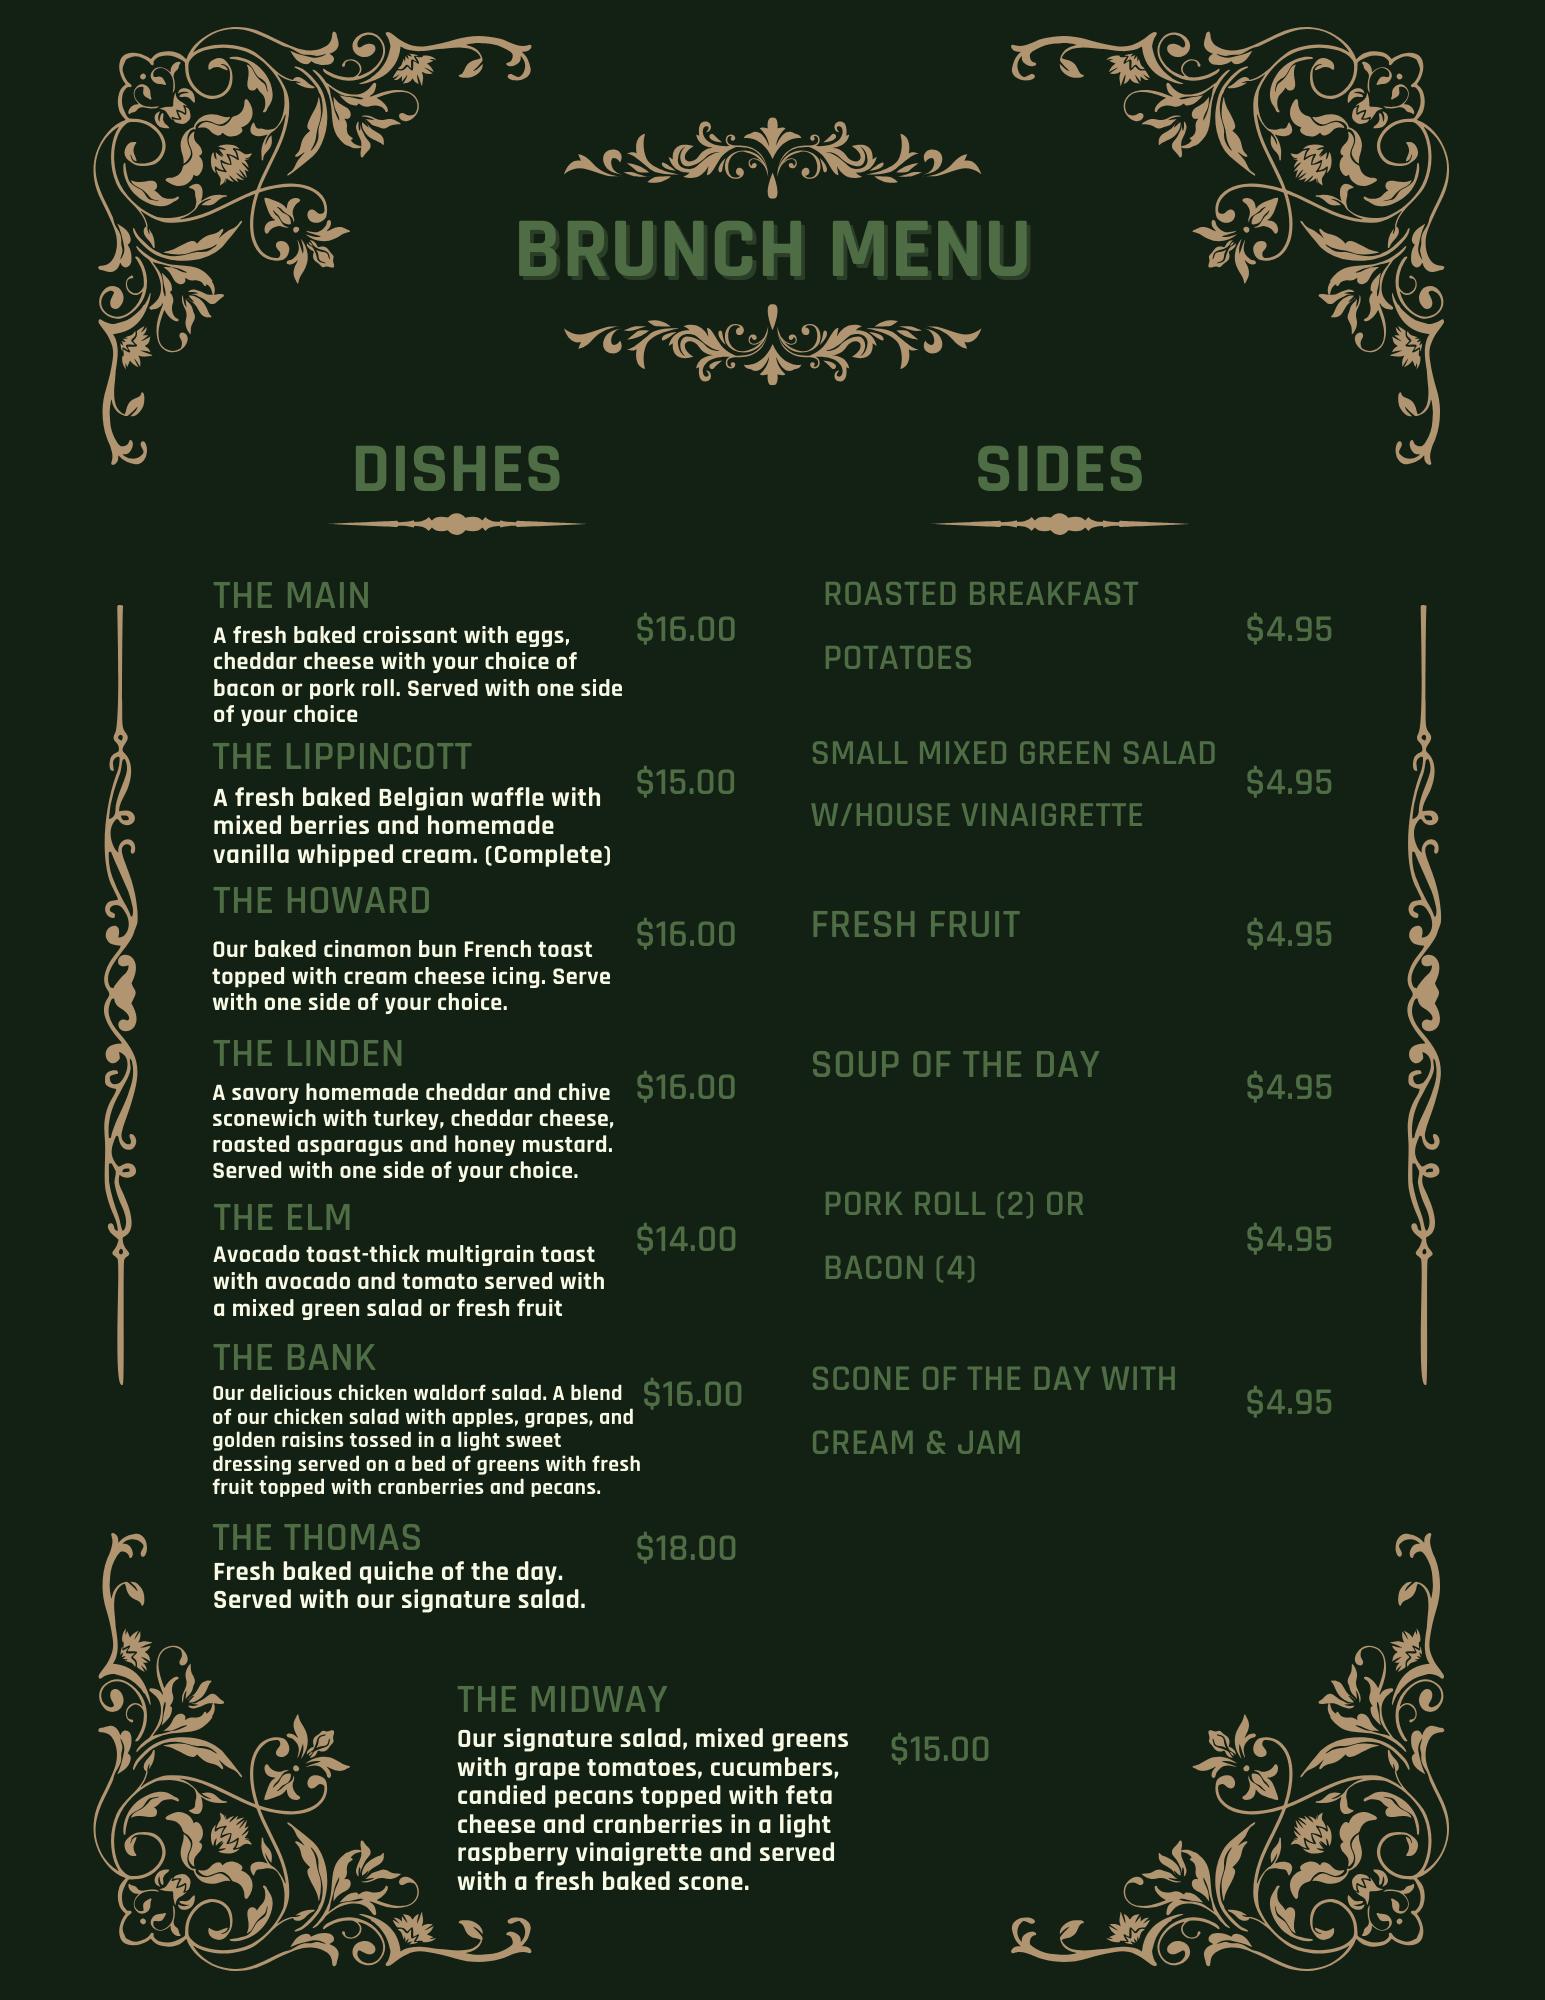 BRUNCH MENU
DISHES
THE MAIN
$16.00
A fresh baked croissant with eggs,
cheddar cheese with your choice of
bacon or pork roll. Served with one side
of your choice
THE LIPPINCOTT
$15.00
A fresh baked Belgian waffle with
mixed berries and homemade
vanilla whipped cream. (Complete)
THE HOWARD
$16.00
Our baked cinamon bun French toast
topped with cream cheese icing. Serve
with one side of your choice.
THE LINDEN
$16.00
A savory homemade cheddar and chive
sconewich with turkey, cheddar cheese,
roasted asparagus and honey mustard.
Served with one side of your choice.
THE ELM
$14.00
Avocado toast-thick multigrain toast
with avocado and tomato served with
a mixed green salad or fresh fruit
THE BANK
$16.00
Our delicious chicken waldorf salad. A blend
of our chicken salad with apples, grapes, and
golden raisins tossed in a light sweet
dressing served on a bed of greens with fresh
fruit topped with cranberries and pecans.
THE THOMAS
$18.00
Fresh baked quiche of the day.
Served with our signature salad.
SIDES
ROASTED BREAKFAST
POTATOES
$4.95
SMALL MIXED GREEN SALAD
W/HOUSE VINAIGRETTE
$4.95
FRESH FRUIT
$4.95
SOUP OF THE DAY
$4.95
PORK ROLL (2) OR
BACON (4)
$4.95
SCONE OF THE DAY WITH
CREAM & JAM
$4.95
THE MIDWAY
$15.00
Our signature salad, mixed greens
with grape tomatoes, cucumbers,
candied pecans topped with feta
cheese and cranberries in a light
raspberry vinaigrette and served
with a fresh baked scone.